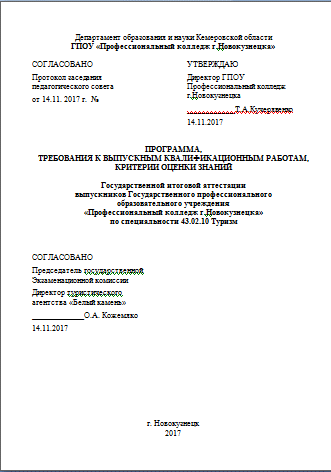 Департамент образования и науки Кемеровской области
ГПОУ «Профессиональный колледж г.Новокузнецка»
СОГЛАСОВАНО
Протокол заседания
педагогического совета
от 14.11. 2017 г. №
УТВЕРЖДАЮ
Директор ГПОУ
Профессиональный колледж
г.Новокузнецка
____________Т.А.Кучерявенко
14.11.2017
ПРОГРАММА,
ТРЕБОВАНИЯ К ВЫПУСКНЫМ КВАЛИФИКАЦИОННЫМ РАБОТАМ,
КРИТЕРИИ ОЦЕНКИ ЗНАНИЙ
Государственной итоговой аттестации
выпускников Государственного профессионального
образовательного учреждения
«Профессиональный колледж г.Новокузнецка»
по специальности 43.02.10 Туризм
СОГЛАСОВАНО
Председатель государственной
Экзаменационной комиссии
Директор туристического
агентства «Белый камень»
_____________О.А. Кожемяко
14.11.2017
г. Новокузнецк
2017